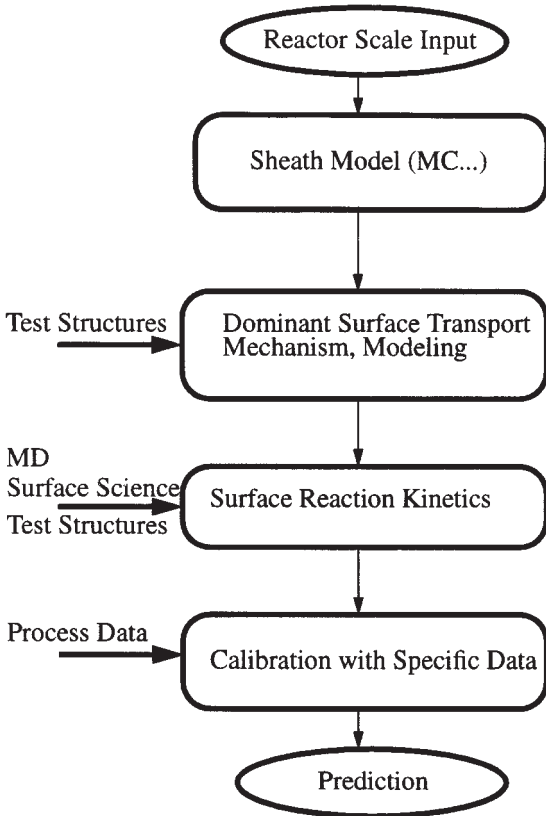 Reactor Scale Input
Sheath Model (MC...)
Test Structures
Dominant Surface Transport
Mechanism, Modeling
MD
Surface Science
Test Structures
Surface Reaction Kinetics
Process Data
Calibration with Specific Data
Prediction